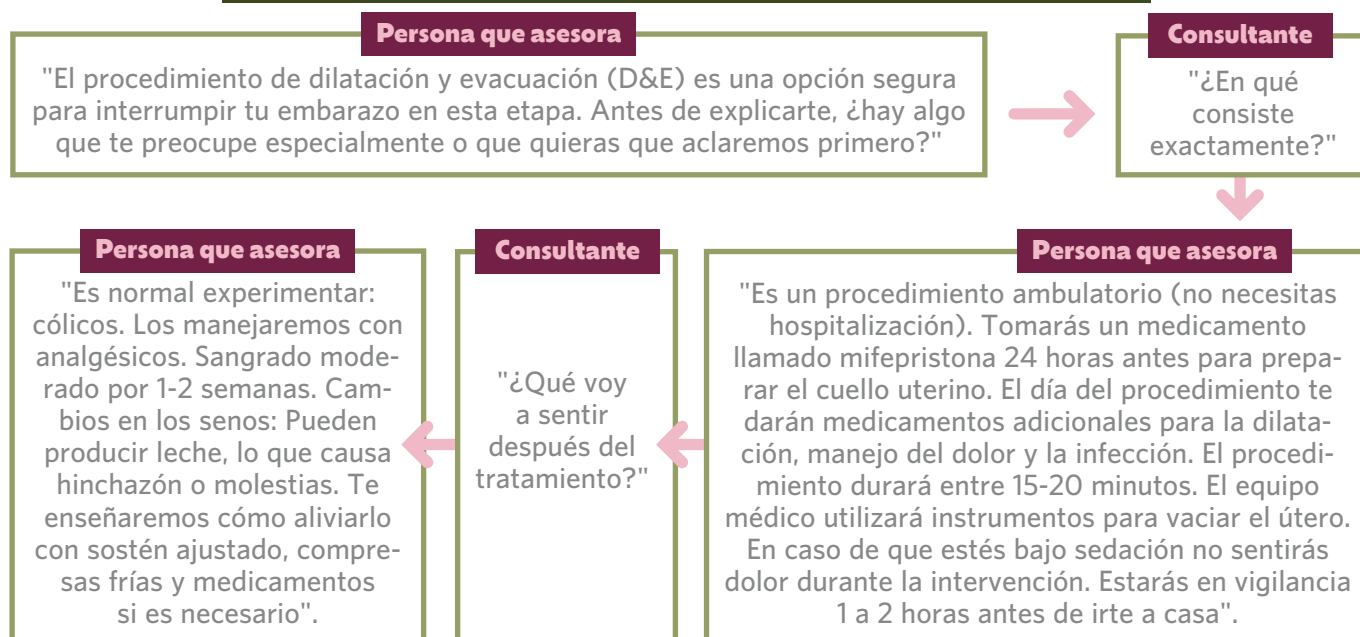 Persona que asesora
"El procedimiento de dilatación y evacuación (D&E) es una opción segura
para interrumpir tu embarazo en esta etapa. Antes de explicarte, ¿hay algo
que te preocupe especialmente o que quieras que aclaremos primero?"
Consultante
"¿En qué
consiste
exactamente?"
Persona que asesora
"Es un procedimiento ambulatorio (no necesitas
hospitalización). Tomarás un medicamento
llamado mifepristona 24 horas antes para prepa-
rar el cuello uterino. El día del procedimiento te
darán medicamentos adicionales para la dilata-
ción, manejo del dolor y la infección. El procedi-
miento durará entre 15-20 minutos. El equipo
médico utilizará instrumentos para vaciar el útero.
En caso de que estés bajo sedación no sentirás
dolor durante la intervención. Estarás en vigilancia
1 a 2 horas antes de irte a casa".
Consultante
"¿Qué voy
a sentir
después del
tratamiento?"
Persona que asesora
"Es normal experimentar:
cólicos. Los manejaremos con
analgésicos. Sangrado mode-
rado por 1-2 semanas. Cam-
bios en los senos: Pueden
producir leche, lo que causa
hinchazón o molestias. Te
enseñaremos cómo aliviarlo
con sostén ajustado, compre-
sas frías y medicamentos
si es necesario".